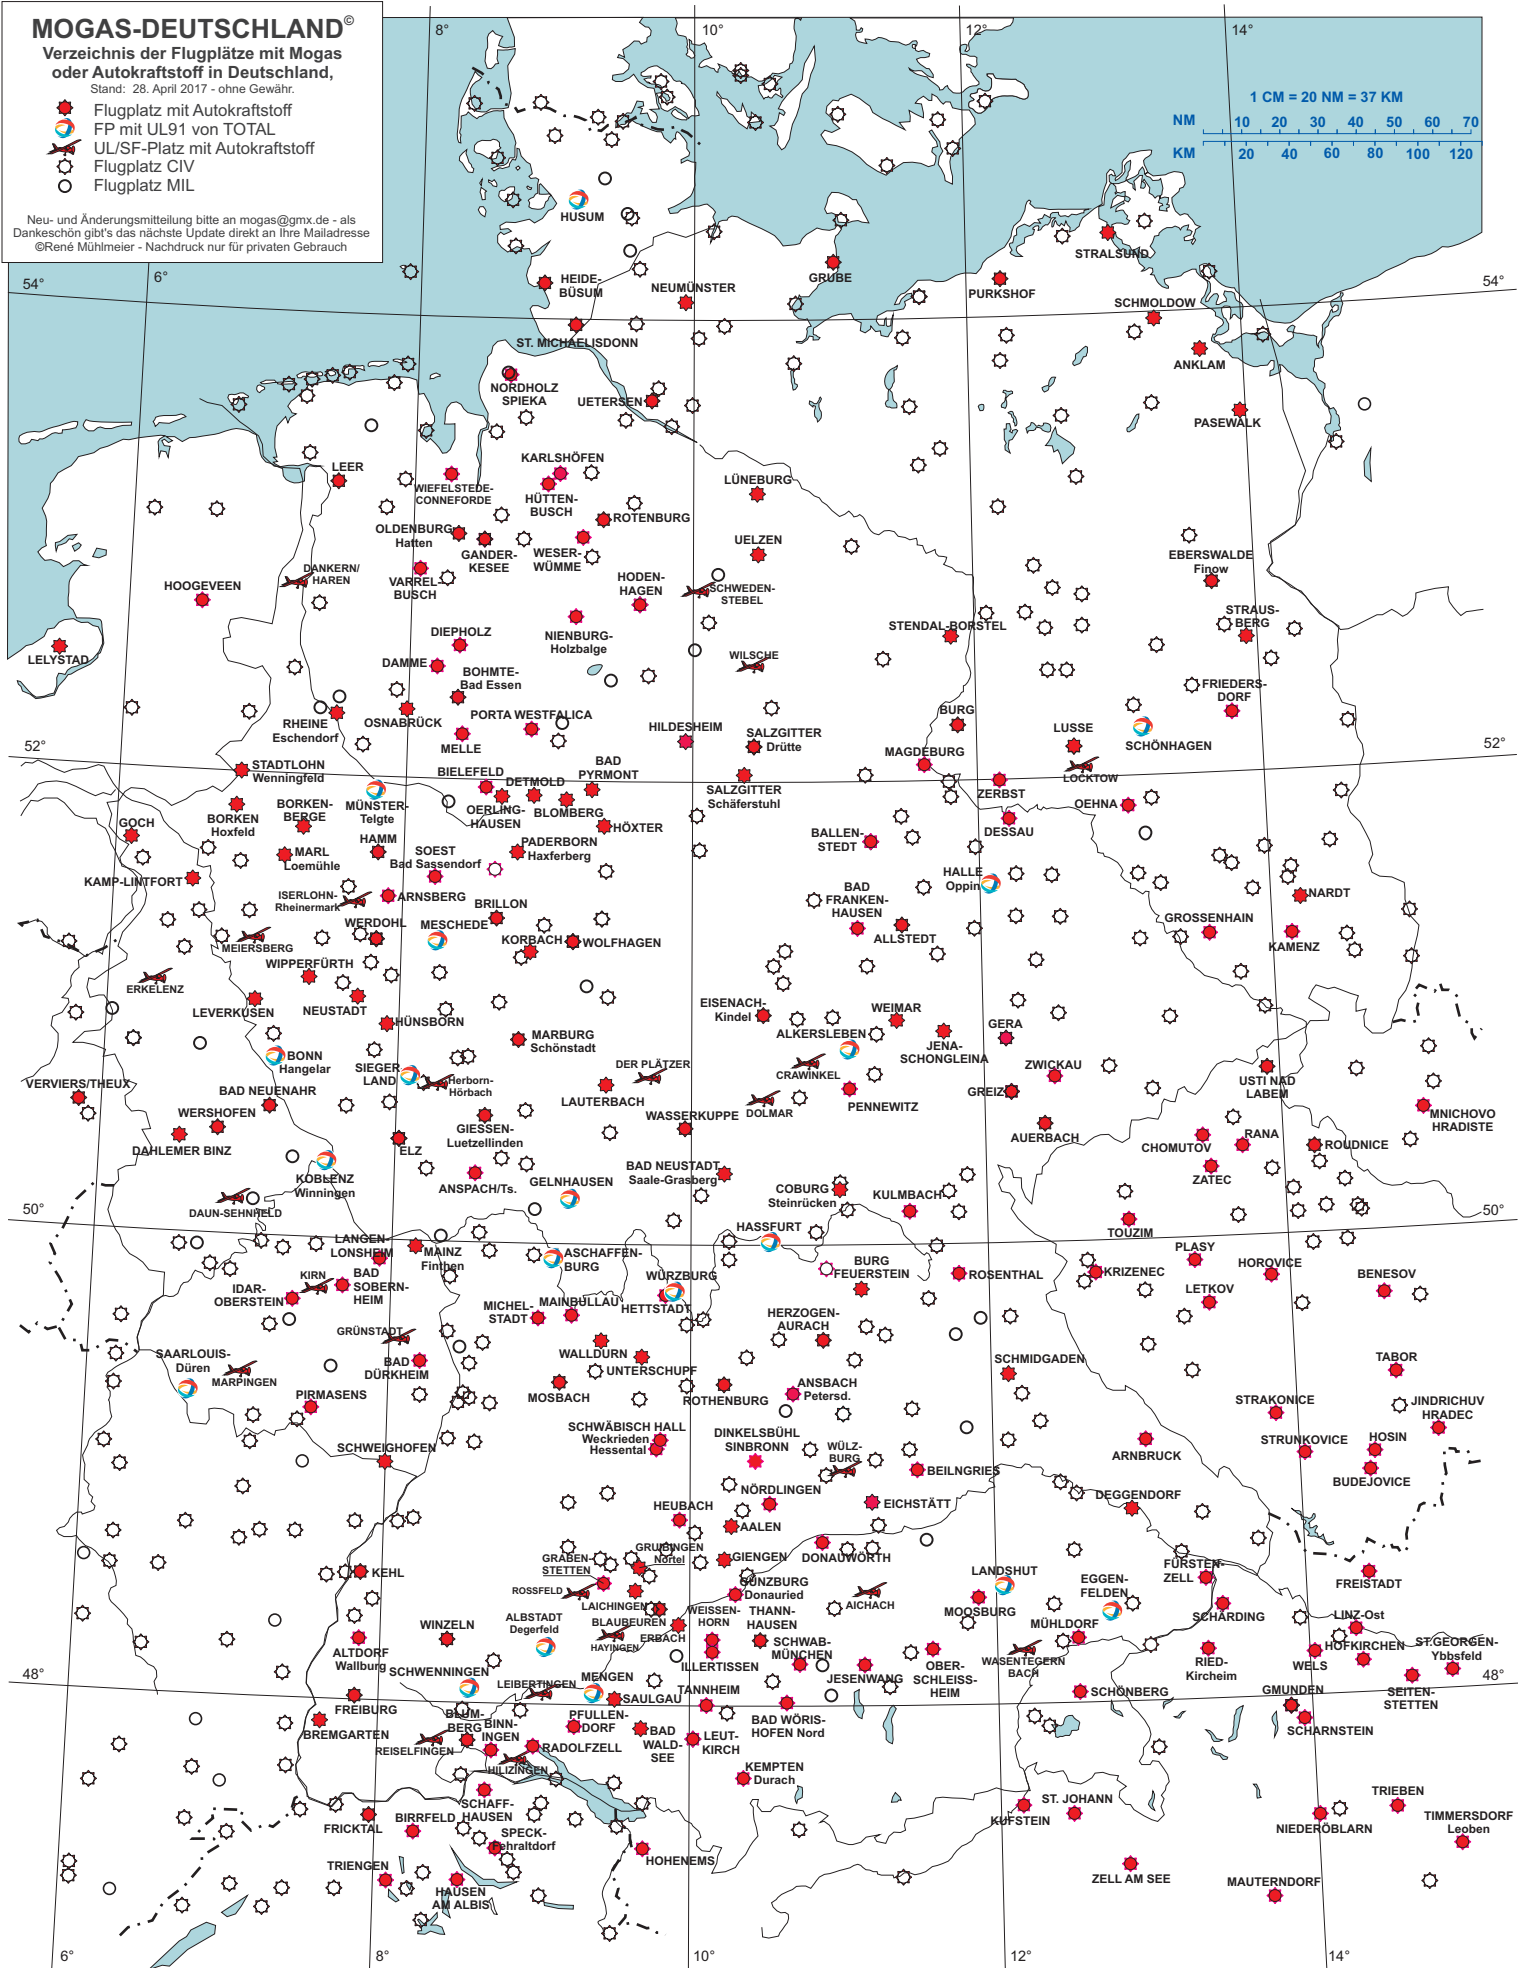 MOGAS-DEUTSCHLAND©
Verzeichnis der Flugplätze mit Mogas
oder Autokraftstoff in Deutschland,
Stand: 28. April 2017 - ohne Gewähr.
Flugplatz mit Autokraftstoff
FP mit UL91 von TOTAL
UL/SF-Platz mit Autokraftstoff
Flugplatz CIV
Flugplatz MIL
Neu- und Änderungsmitteilung bitte an mogas@gmx.de - als
Dankeschön gibt's das nächste Update direkt an Ihre Mailadresse
©René Mühlmeier - Nachdruck nur für privaten Gebrauch
8°
10°
12°
14°
1 CM = 20 NM = 37 KM
NM
10 20 30 40 50 60 70
KM
20 40 60 80 100 120
HUSUM
STRALSUND
54°
6°
HEIDE-
BÜSUM
NEUMÜNSTER
GRUBE
PURKSHOF
SCHMOLDOW
54°
ST. MICHAELISDONN
ANKLAM
NORDHOLZ
SPIEKA
UETERSEN
PASEWALK
LEER
WIEFELSTEDE-
CONNEFORDE
KARLSHÖFEN
HÜTTEN-
BUSCH
LÜNEBURG
ROTENBURG
OLDENBURG
Hatten
GANDER-
KESEE
WESER-
WÜMME
UELZEN
EBERSWALDE
Finow
HOOGEVEEN
DANKERN/
HAREN
VARREL-
BUSCH
HODEN-
HAGEN
SCHWEDEN-
STEBEL
STRAUS-
BERG
LELYSTAD
DIEPHOLZ
NIENBURG-
Holzbalge
STENDAL-BORSTEL
DAMME
BOHMTE-
Bad Essen
WILSCHE
FRIEDERS-
DORF
RHEINE
Eschendorf
OSNABRÜCK
PORTA WESTFALICA
MELLE
HILDESHEIM
SALZGITTER
Drütte
BURG
LUSSE
SCHÖNHAGEN
52°
52°
STADTLOHN
Wenningfeld
BIELEFELD
DETMOLD
BAD
PYRMONT
SALZGITTER
Schäferstuhl
MAGDEBURG
LOCKTOW
ZERBST
OEHNA
BORKEN
Hoxfeld
BORKEN-
BERGE
MÜNSTER-
Telgte
OERLING-
HAUSEN
BLOMBERG
HÖXTER
DESSAU
GOCH
HAMM
MARL
Loemühle
SOEST
Bad Sassendorf
PADERBORN
Haxferberg
BALLEN-
STEDT
HALLE
Oppin
KAMP-LINTFORT
ISERLOHN-
Rheinermark
ARNSBERG
BRILLON
BAD
FRANKEN-
HAUSEN
NARDT
MEIERSBERG
WERDOHL
MESCHEDE
KORBACH
WOLFHAGEN
ALLSTEDT
GROSSENHAIN
KAMENZ
ERKELENZ
WIPPERFÜRTH
LEVERKUSEN
NEUSTADT
HÜNSBORN
MARBURG
Schönstadt
EISENACH-
Kindel
WEIMAR
ALKERSLEBEN
JENA-
SCHONGLEINA
GERA
BONN
Hangelar
SIEGER
LAND
Herborn-
Hörbach
DER PLÄTZER
LAUTERBACH
CRAWINKEL
PENNEWITZ
ZWICKAU
GREIZ
USTI NAD
LABEM
VERVIERS/THEUX
BAD NEUENAHR
DOLMAR
MNICHOVO
HRADISTE
WERSHOFEN
DAHLEMER BINZ
GIESSEN-
Luetzellinden
WASSERKUPPE
AUERBACH
CHOMUTOV
RANA
ROUDNICE
ELZ
ANSPACH/Ts.
KOBLENZ
Winningen
GELNHAUSEN
BAD NEUSTADT
Saale-Grasberg
COBURG
Steinrücken
KULMBACH
ZATEC
DAUN-SEHNHELD
50°
50°
HASSFURT
TOUZIM
LANGEN-
LONSHEIM
MAINZ
Finthen
ASCHAFFEN-
BURG
BURG
FEUERSTEIN
ROSENTHAL
KRIZENEC
PLASY
HOROVICE
BENESOV
IDAR-
OBERSTEIN
KIRN
BAD
SOBERN-
HEIM
WÜRZBURG
HETTSTADT
LETKOV
MICHEL-
STADT
MAINBULLAU
HERZOGEN-
AURACH
GRÜNSTADT
SAARLOUIS-
Düren
MARPINGEN
BAD
DÜRKHEIM
WALLDÜRN
UNTERSCHUPF
SCHMIDGADEN
TABOR
PIRMASENS
MOSBACH
ROTHENBURG
ANSBACH
Petersd.
STRAKONICE
JINDRICHUV
HRADEC
SCHWEIGHOFEN
SCHWÄBISCH HALL
Weckrieden
Hessental
DINKELSBÜHL
SINBRONN
WÜLZ-
BURG
BEILNGRIES
ARNBRUCK
STRUNKOVICE
HOSIN
BUDEJOVICE
HEUBACH
NÖRDLINGEN
EICHSTÄTT
DEGGENDORF
AALEN
KEHL
GRABEN-
STETTEN
GRUIBINGEN
Nortel
GIENGEN
DONAUWÖRTH
ROSSFELD
LAICHINGEN
GÜNZBURG
Donauried
AICHACH
LANDSHUT
MOOSBURG
EGGEN-
FELDEN
FÜRSTEN-
ZELL
FREISTADT
SCHÄRDING
ALTDORF
Wallburg
WINZELN
ALBSTADT
Degerfeld
BLAUBEUREN
HAYINGEN
ERBACH
WEISSEN-
HORN
THANN-
HAUSEN
ILLERTISSEN
SCHWAB-
MÜNCHEN
JESENWANG
OBER-
SCHLEISS-
HEIM
MÜHLDORF
WASENTEGERN
BACH
RIED-
Kircheim
LINZ-Ost
HOFKIRCHEN
WELS
ST.GEORGEN-
Ybbsfeld
SEITEN-
STETTEN
48°
48°
SCHWENNINGEN
LEIBERTINGEN
MENGEN
SAULGAU
TANNHEIM
BAD WÖRIS-
HOFEN Nord
SCHÖNBERG
GMUNDEN
SCHARNSTEIN
FREIBURG
BREMGARTEN
BLUM-
BERG
REISELFINGEN
BINN-
INGEN
PFULLEN-
DORF
RADOLFZELL
HILIZINGEN
BAD
WALD-
SEE
LEUT-
KIRCH
KEMPTEN
Durach
SCHAFF-
HAUSEN
FRICKTAL
BIRRFELD
SPECK-
Fehraltdorf
HOHENEMS
KUFSTEIN
ST. JOHANN
NIEDERÖBLARN
TRIEBEN
TIMMERSDORF
Leoben
TRIENGEN
HAUSEN
AM ALBIS
ZELL AM SEE
MAUTERNDORF
6°
8°
10°
12°
14°